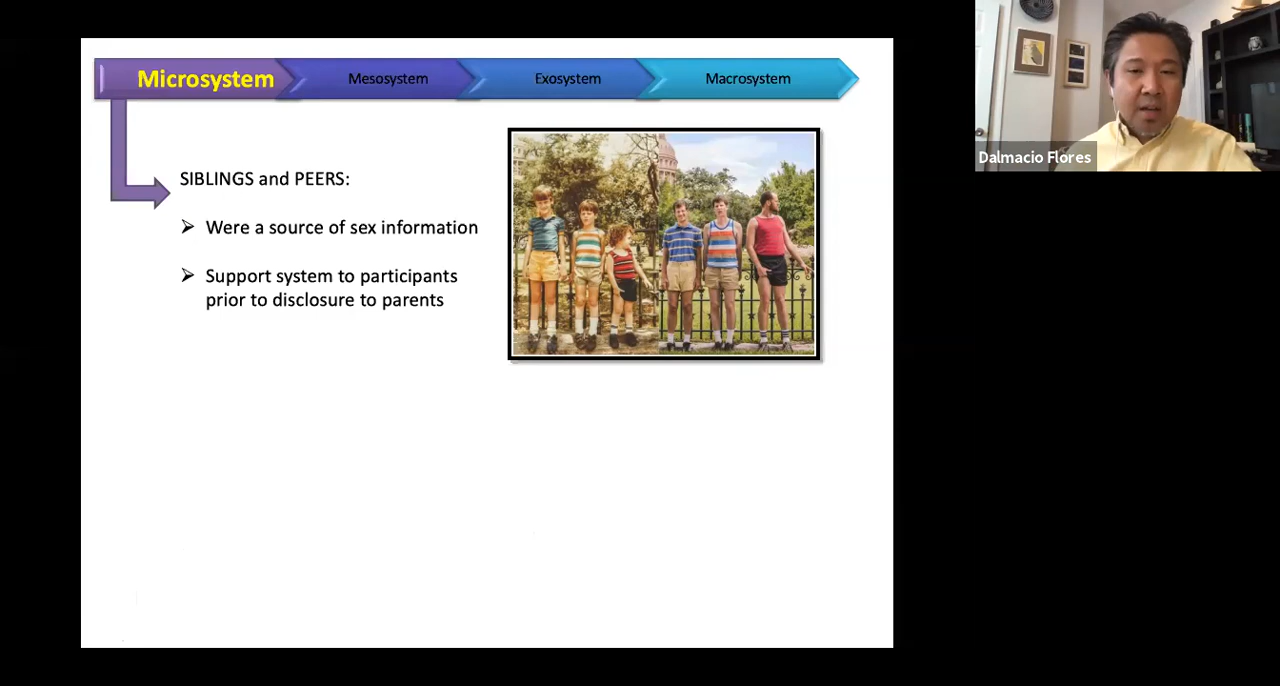 Microsystem
Mesosystem
Exosystem
Macrosystem
Dalmacio Flores
SIBLINGS and PEERS:
➢ Were a source of sex information
➢ Support system to participants
prior to disclosure to parents